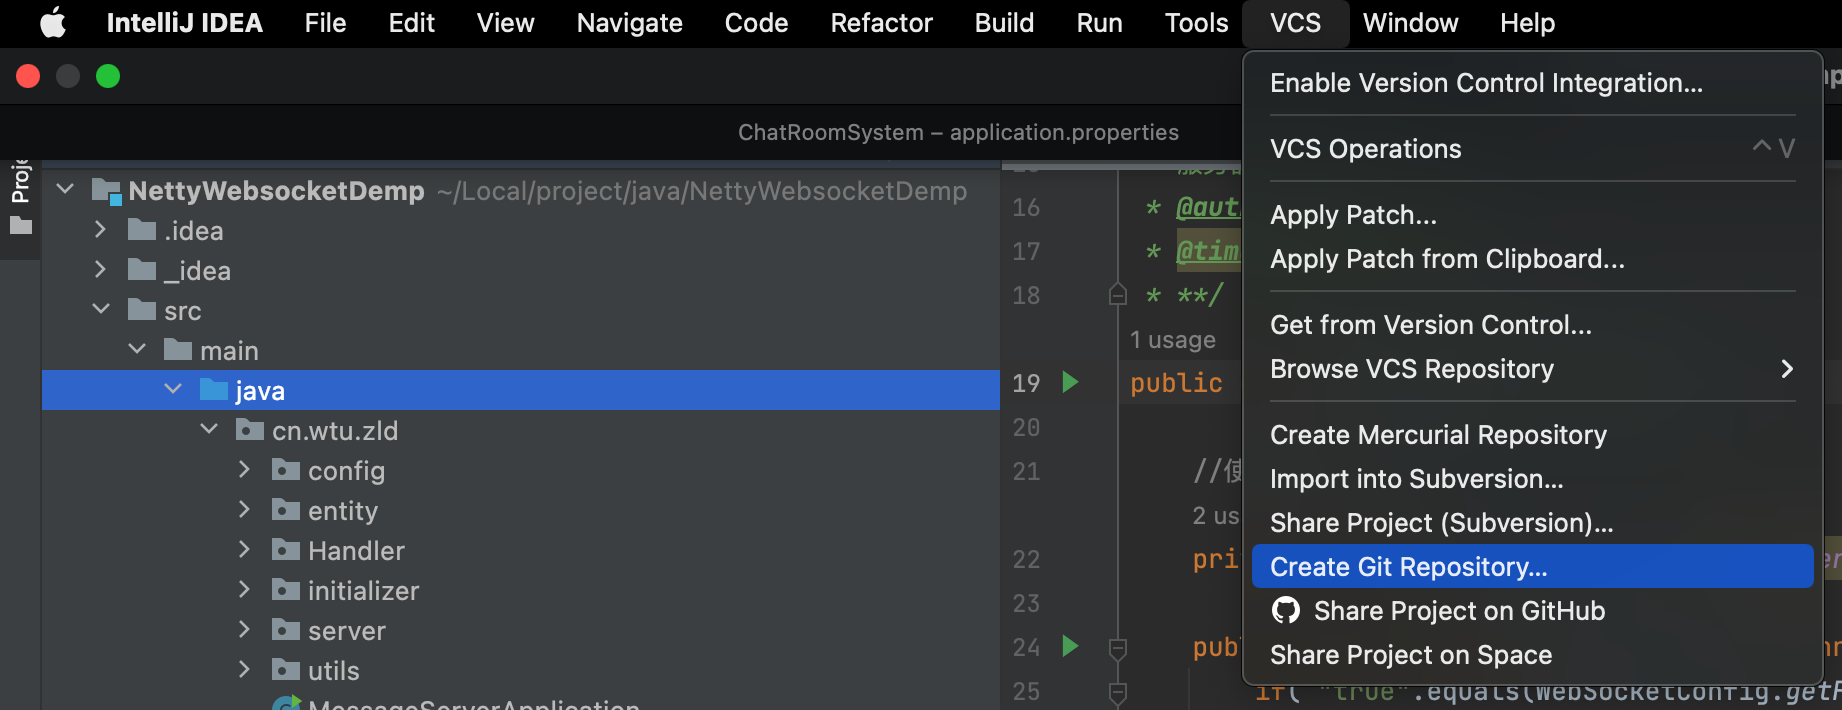 IntelliJ IDEA File Edit View Navigate Code Refactor Build Run Tools VCS Window Help
ChatRoomSystem – application.properties
NettyWebsocketDemp ~/Local/project/java/NettyWebsocketDemp
.idea
_idea
src
main
java
cn.wtu.zld
config
entity
Handler
initializer
server
utils
MessageServerApplication
16 * @aut
17 * @tim
18 * **/
1 usage
19 public
20
21 //使
2 us
22 pri
23
24 pub
25 if( "true".equals(WebSocketConfig.get
Enable Version Control Integration...
VCS Operations ^ V
Apply Patch...
Apply Patch from Clipboard...
Get from Version Control...
Browse VCS Repository
Create Mercurial Repository
Import into Subversion...
Share Project (Subversion)...
Create Git Repository...
Share Project on GitHub
Share Project on Space